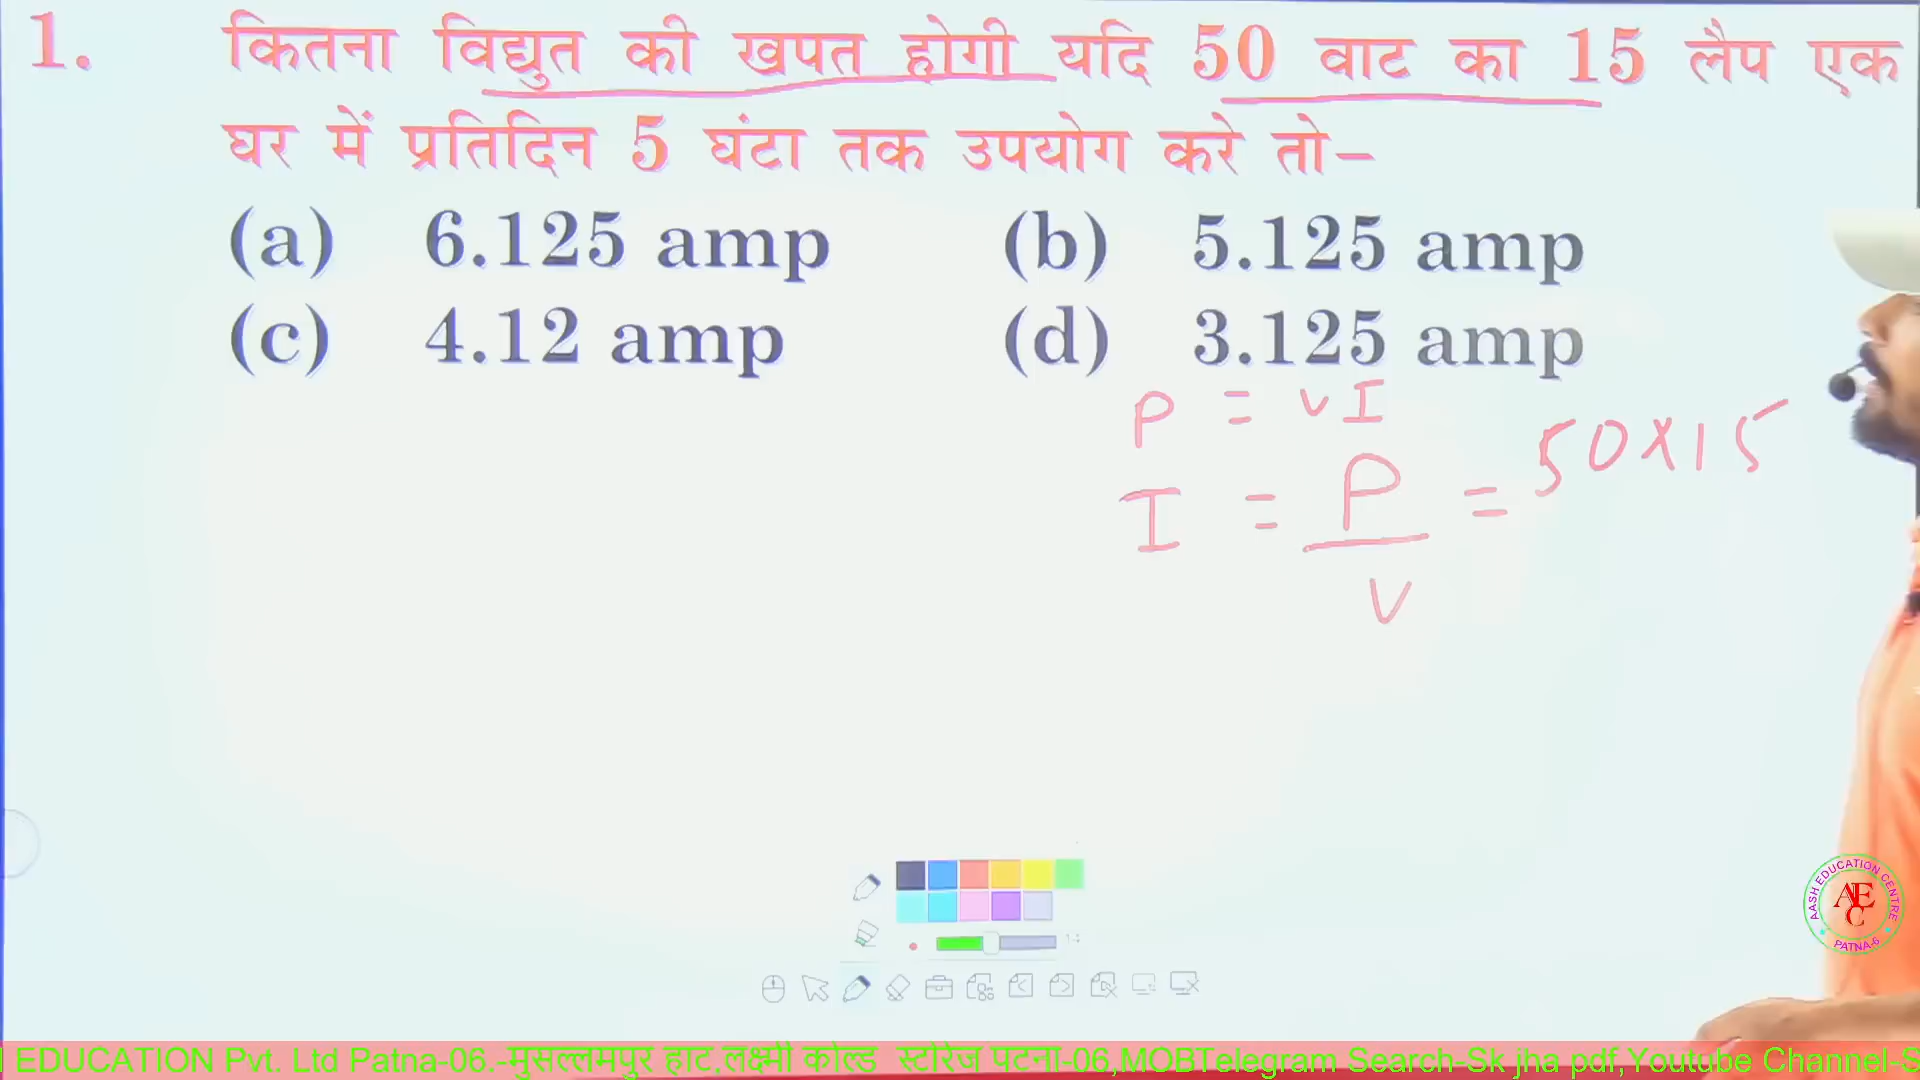 1. कितना विद्युत की खपत होगी यदि 50 वाट का 15 लैप एक
घर में प्रतिदिन 5 घंटा तक उपयोग करे तो–
(a) 6.125 amp (b) 5.125 amp
(c) 4.12 amp (d) 3.125 amp
P = VI
I = P/V = 50×15
AASH EDUCATION CENTRE
AEC
PATNA-6
EDUCATION Pvt. Ltd Patna-06.-मुसल्लमपुर हाट,लक्ष्मी कोल्ड स्टोरेज पटना-06,MOBTelegram Search-Sk jha pdf,Youtube Channel-S